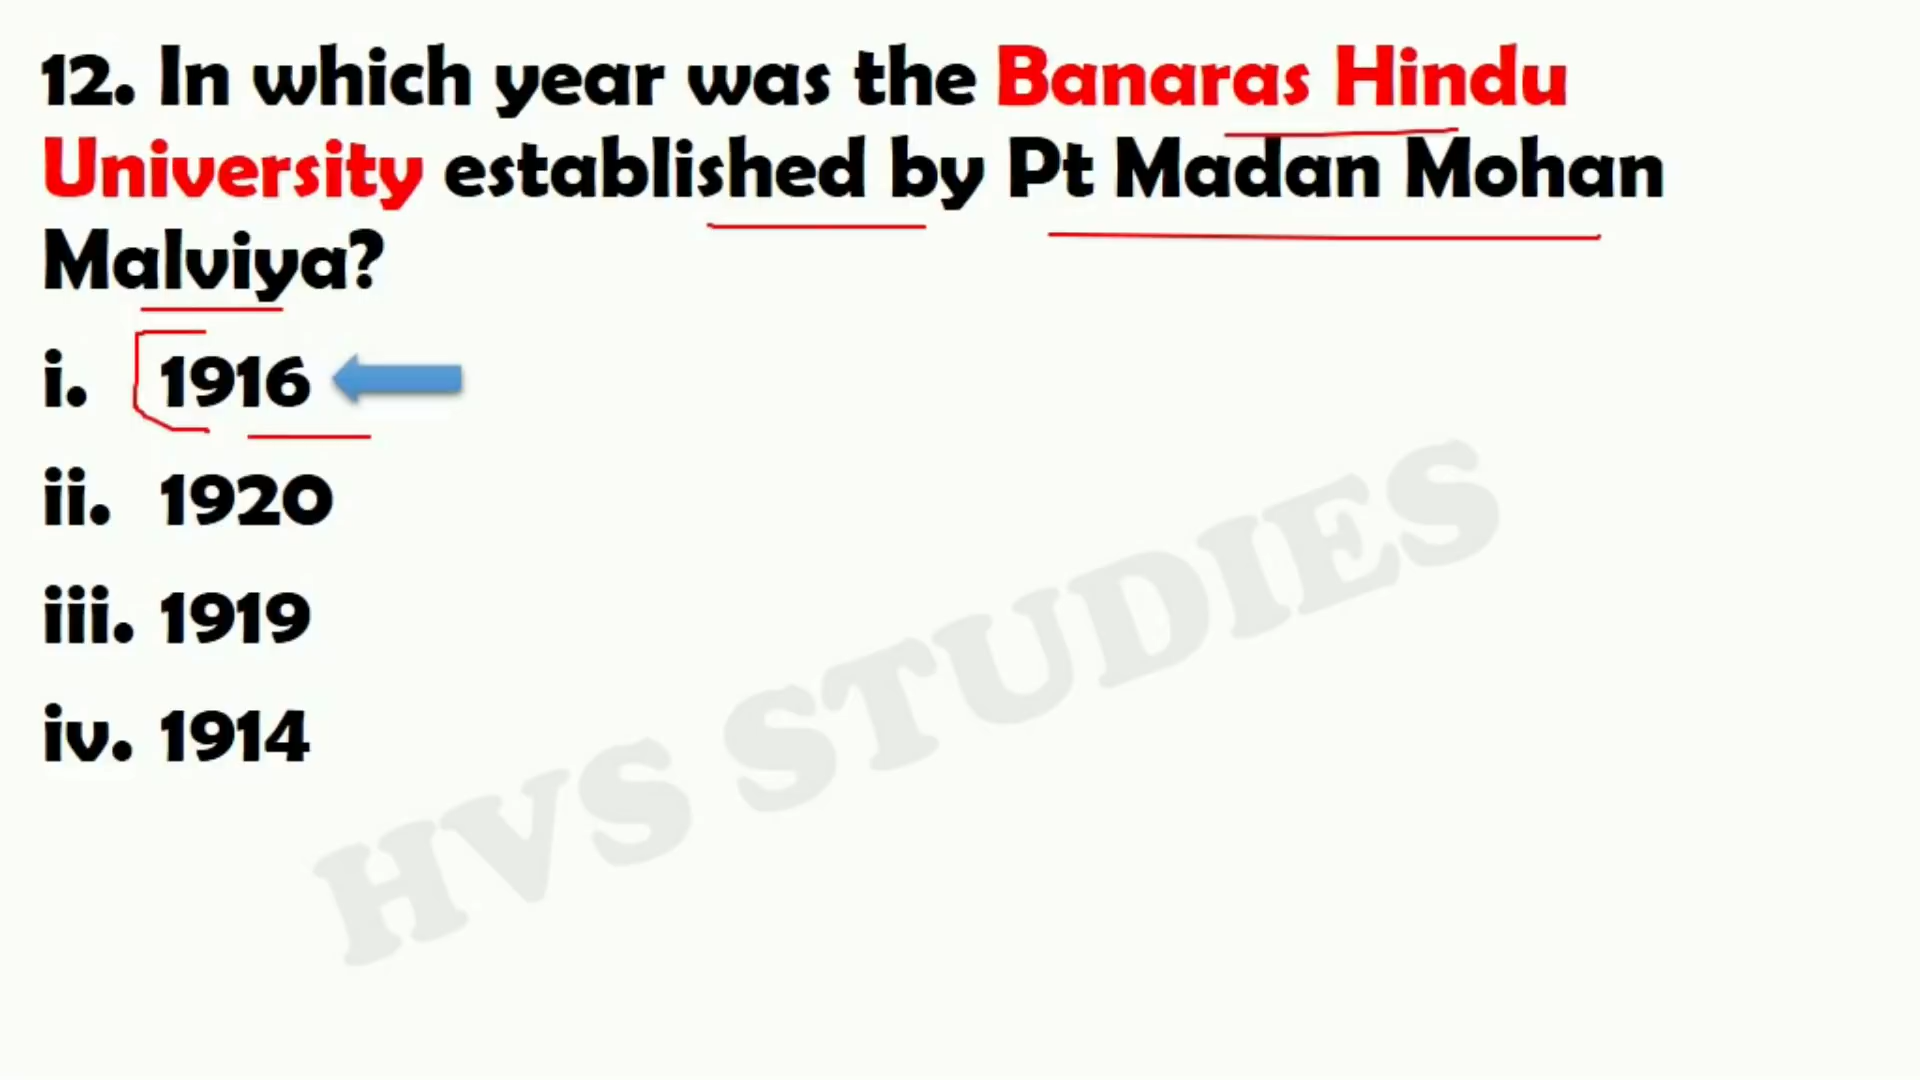 12. In which year was the Banaras Hindu
University established by Pt Madan Mohan
Malviya?
i. 1916
ii. 1920
iii. 1919
iv. 1914
HVS STUDIES